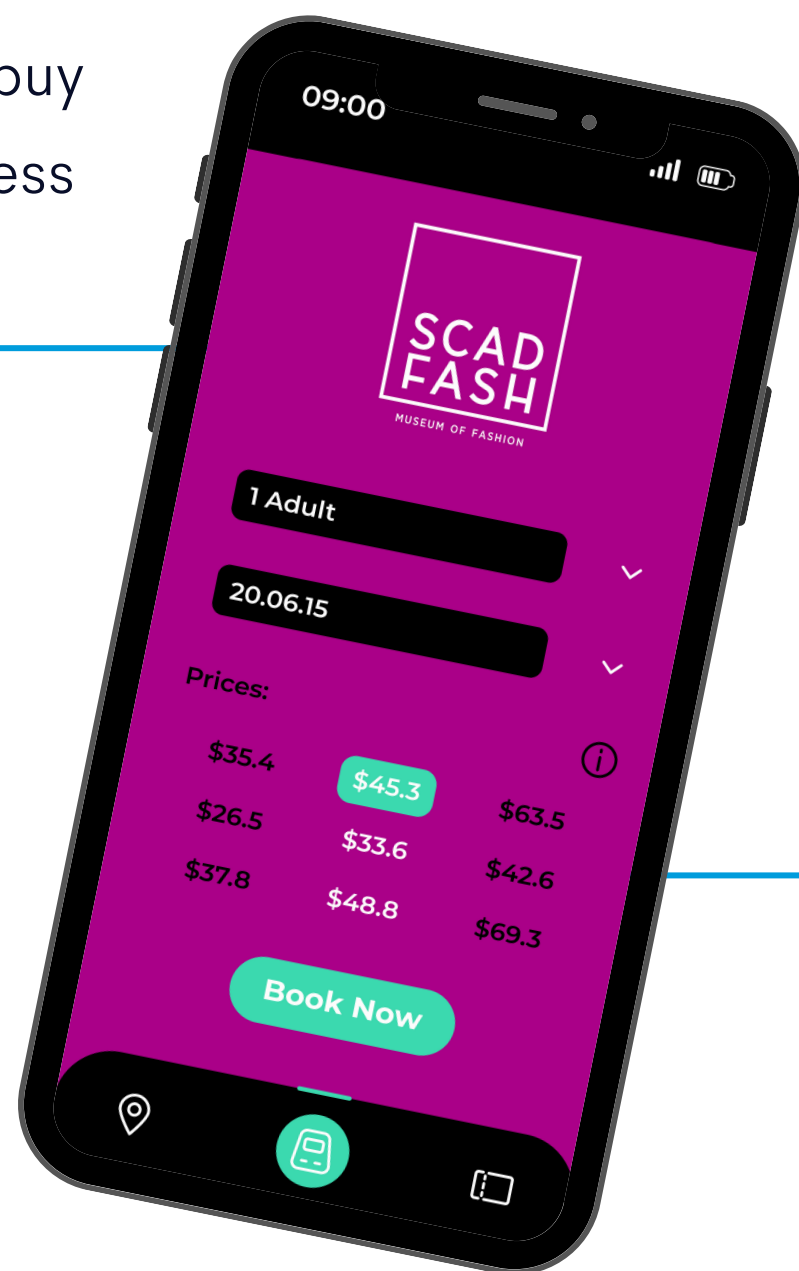 buy
ess
09:00
SCAD
FASH
MUSEUM OF FASHION
1 Adult
20.06.15
Prices:
$35.4 $45.3 $63.5
$26.5 $33.6 $42.6
$37.8 $48.8 $69.3
Book Now